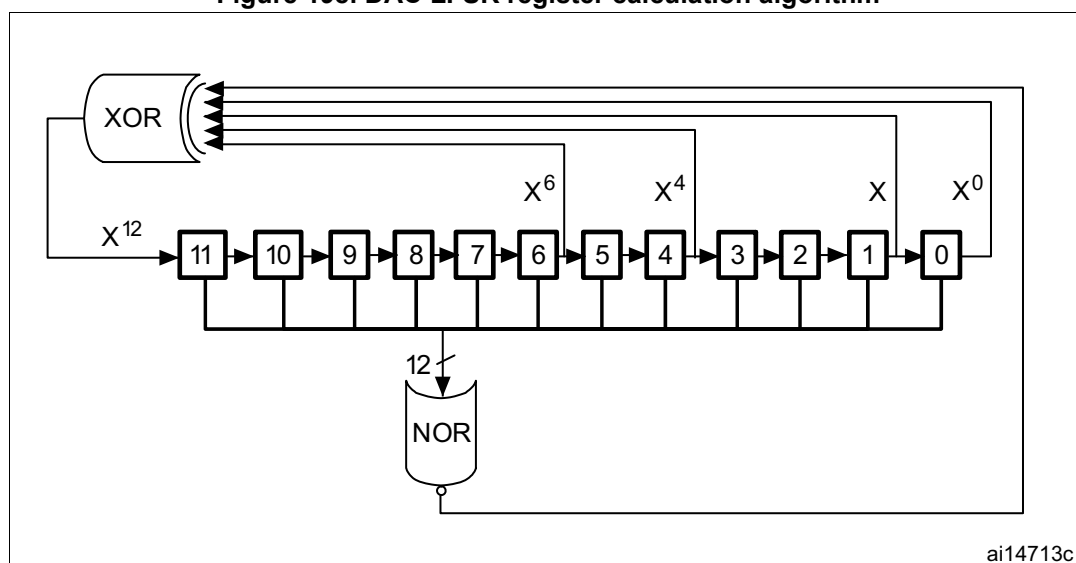 Figure DAC LFSR register calculation algorithm
XOR
X⁶ X⁴ X X⁰
X¹²
11 10 9 8 7 6 5 4 3 2 1 0
12
NOR
ai14713c